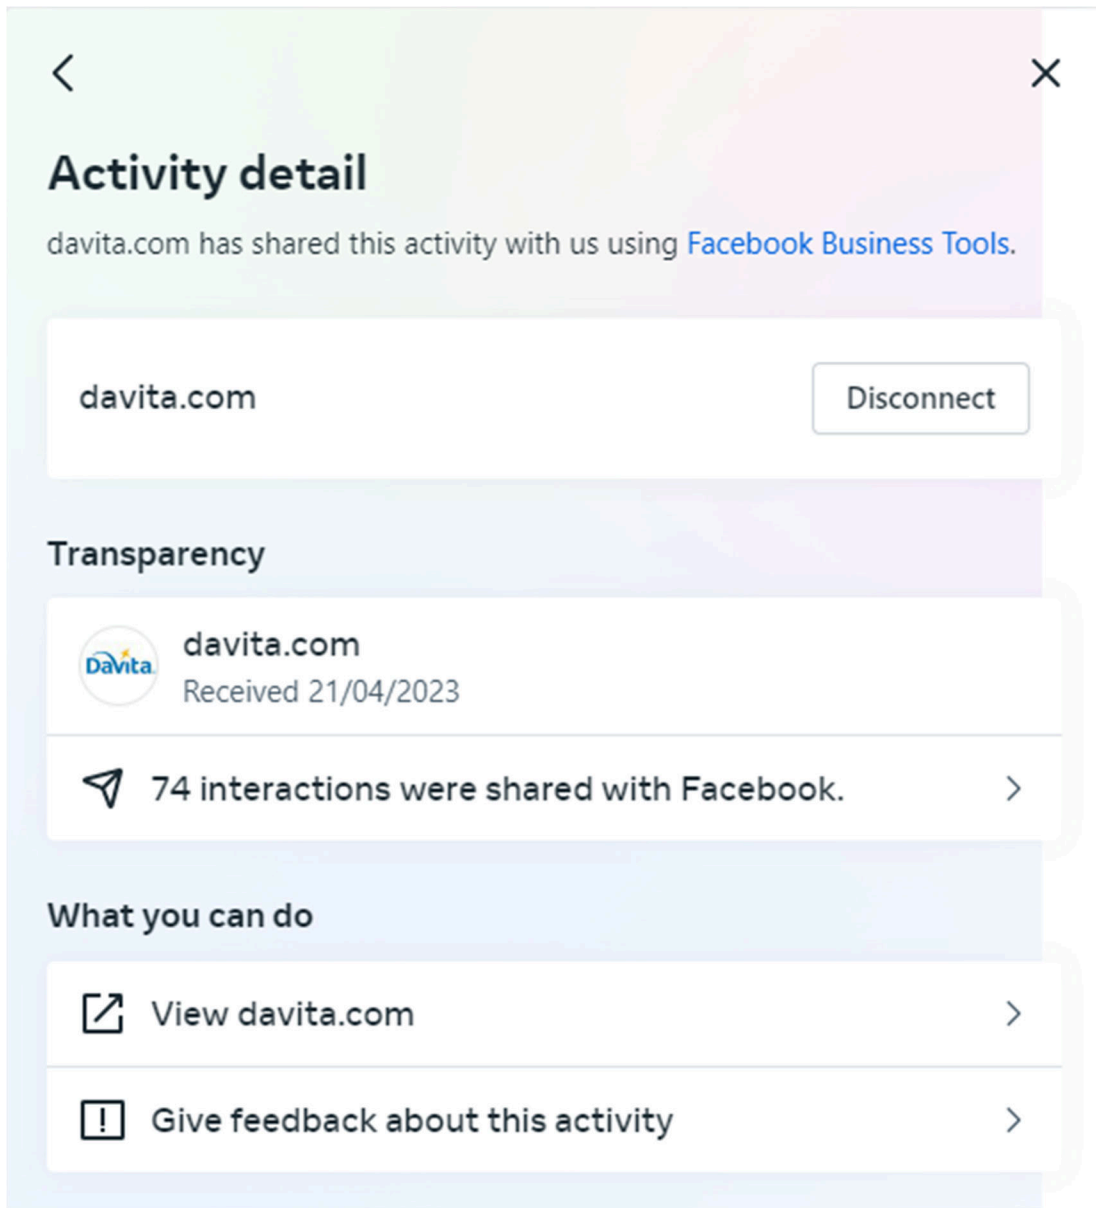 Activity detail
davita.com has shared this activity with us using Facebook Business Tools.
davita.com
Disconnect
Transparency
DaVita.
davita.com
Received 21/04/2023
74 interactions were shared with Facebook.
What you can do
View davita.com
Give feedback about this activity